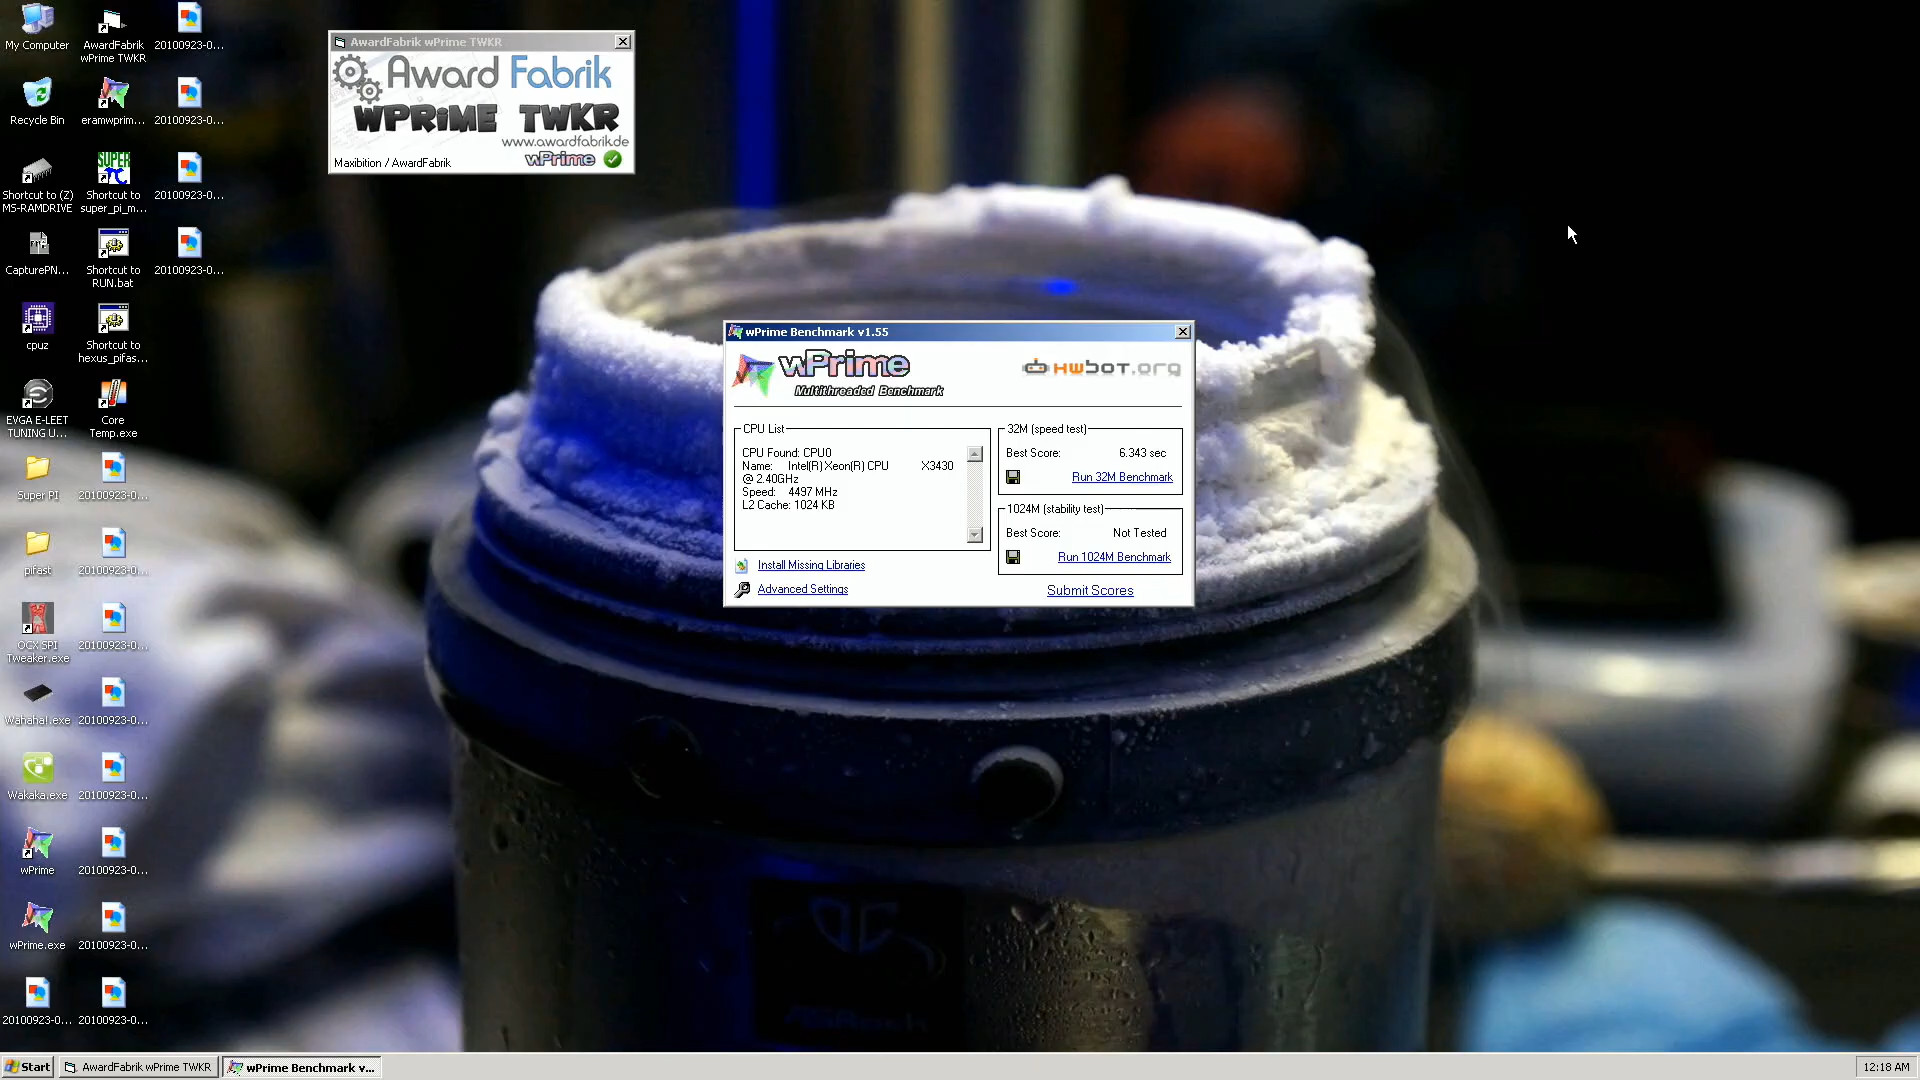 My Computer
AwardFabrik
wPrime TWKR
20100923-0...
Recycle Bin
eramwprim...
20100923-0...
Shortcut to (Z)
MS-RAMDRIVE
Shortcut to
super_pi_m...
20100923-0...
CapturePN...
Shortcut to
RUN.bat
20100923-0...
cpuz
Shortcut to
hexus_pifas...
EVGA E-LEET
TUNING U...
Core
Temp.exe
Super PI
20100923-0...
pifast
20100923-0...
OCX SPI
Tweaker.exe
20100923-0...
Wahaha!.exe
20100923-0...
Wakaka.exe
20100923-0...
wPrime
20100923-0...
wPrime.exe
20100923-0...
20100923-0...
20100923-0...
AwardFabrik wPrime TWKR
Award Fabrik
WPRiME TWKR
www.awardfabrik.de
Maxibition / AwardFabrik
wPrime
wPrime Benchmark v1.55
wPrime
Multithreaded Benchmark
HWBOT.org
CPU List
CPU Found: CPU0
Name: Intel(R) Xeon(R) CPU X3430
@ 2.40GHz
Speed: 4497 MHz
L2 Cache: 1024 KB
Install Missing Libraries
Advanced Settings
32M (speed test)
Best Score: 6.343 sec
Run 32M Benchmark
1024M (stability test)
Best Score: Not Tested
Run 1024M Benchmark
Submit Scores
Start
AwardFabrik wPrime TWKR
wPrime Benchmark v...
12:18 AM